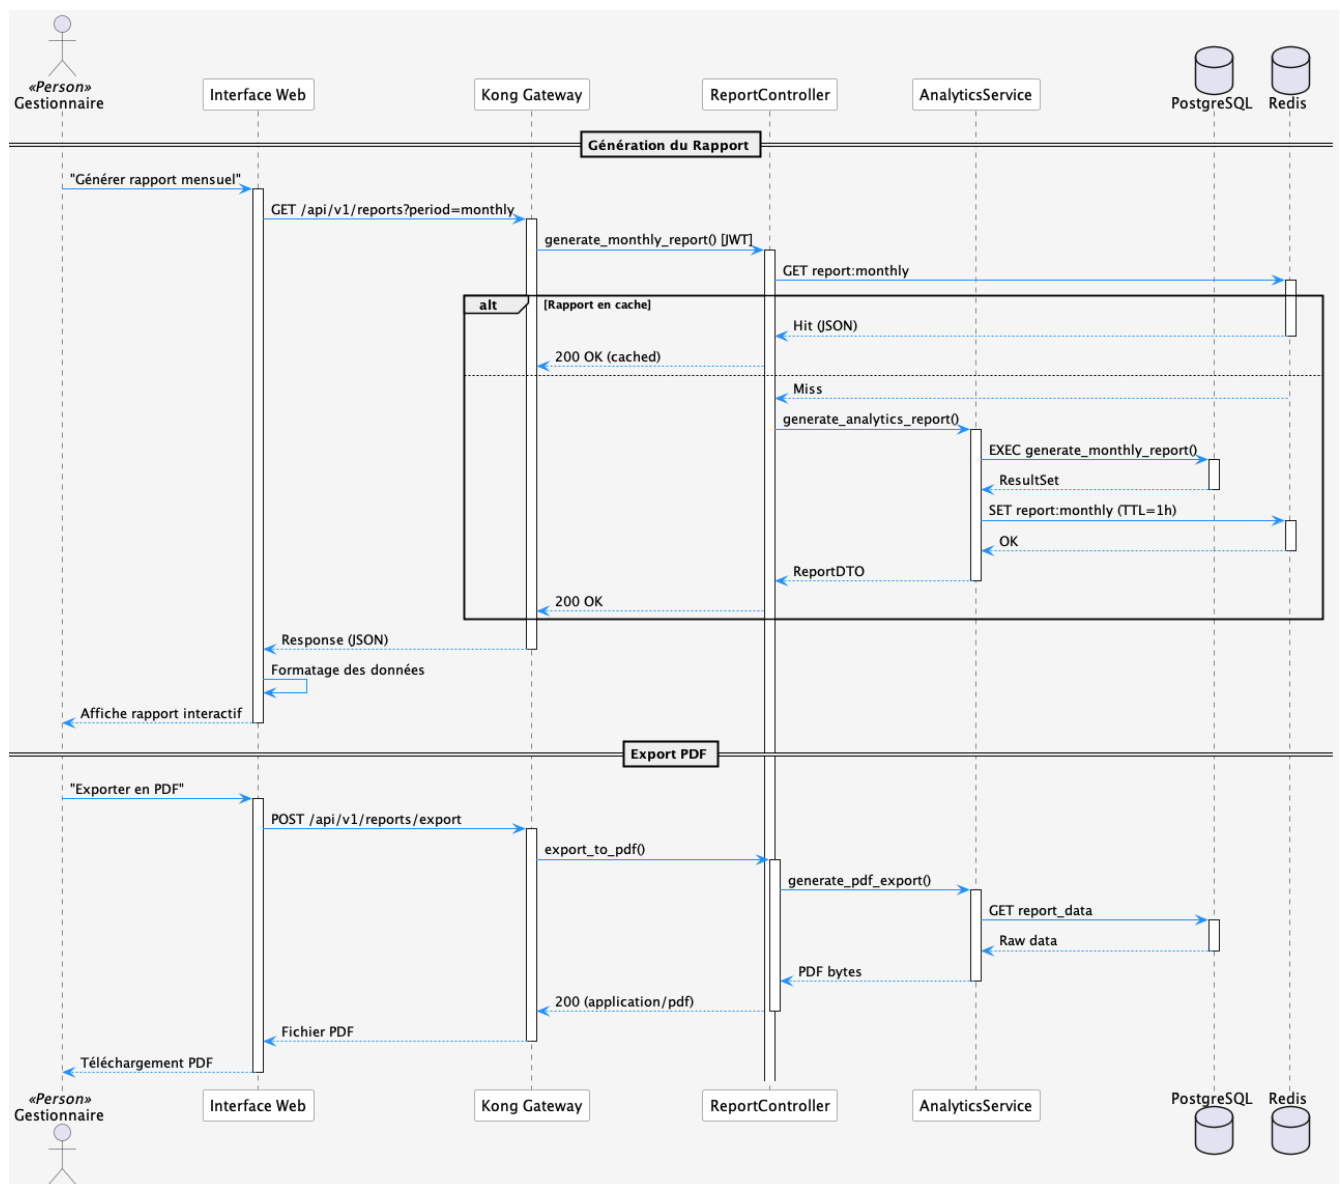 «Person»
Gestionnaire
Interface Web
Kong Gateway
ReportController
AnalyticsService
PostgreSQL
Redis
Génération du Rapport
"Générer rapport mensuel"
GET /api/v1/reports?period=monthly
generate_monthly_report() [JWT]
GET report:monthly
alt
[Rapport en cache]
Hit (JSON)
200 OK (cached)
Miss
generate_analytics_report()
EXEC generate_monthly_report()
ResultSet
SET report:monthly (TTL=1h)
OK
ReportDTO
200 OK
Response (JSON)
Formatage des données
Affiche rapport interactif
Export PDF
"Exporter en PDF"
POST /api/v1/reports/export
export_to_pdf()
generate_pdf_export()
GET report_data
Raw data
PDF bytes
200 (application/pdf)
Fichier PDF
Téléchargement PDF
«Person»
Gestionnaire
Interface Web
Kong Gateway
ReportController
AnalyticsService
PostgreSQL
Redis